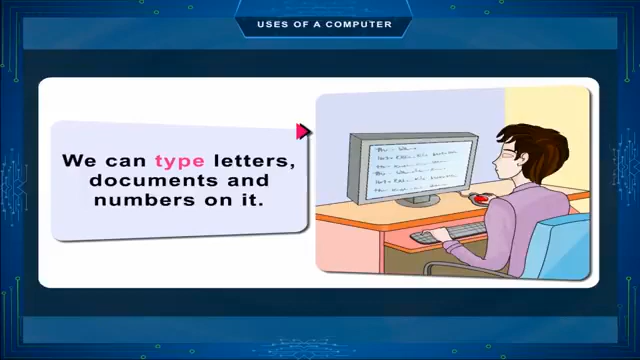 USES OF A COMPUTER
We can type letters,
documents and
numbers on it.